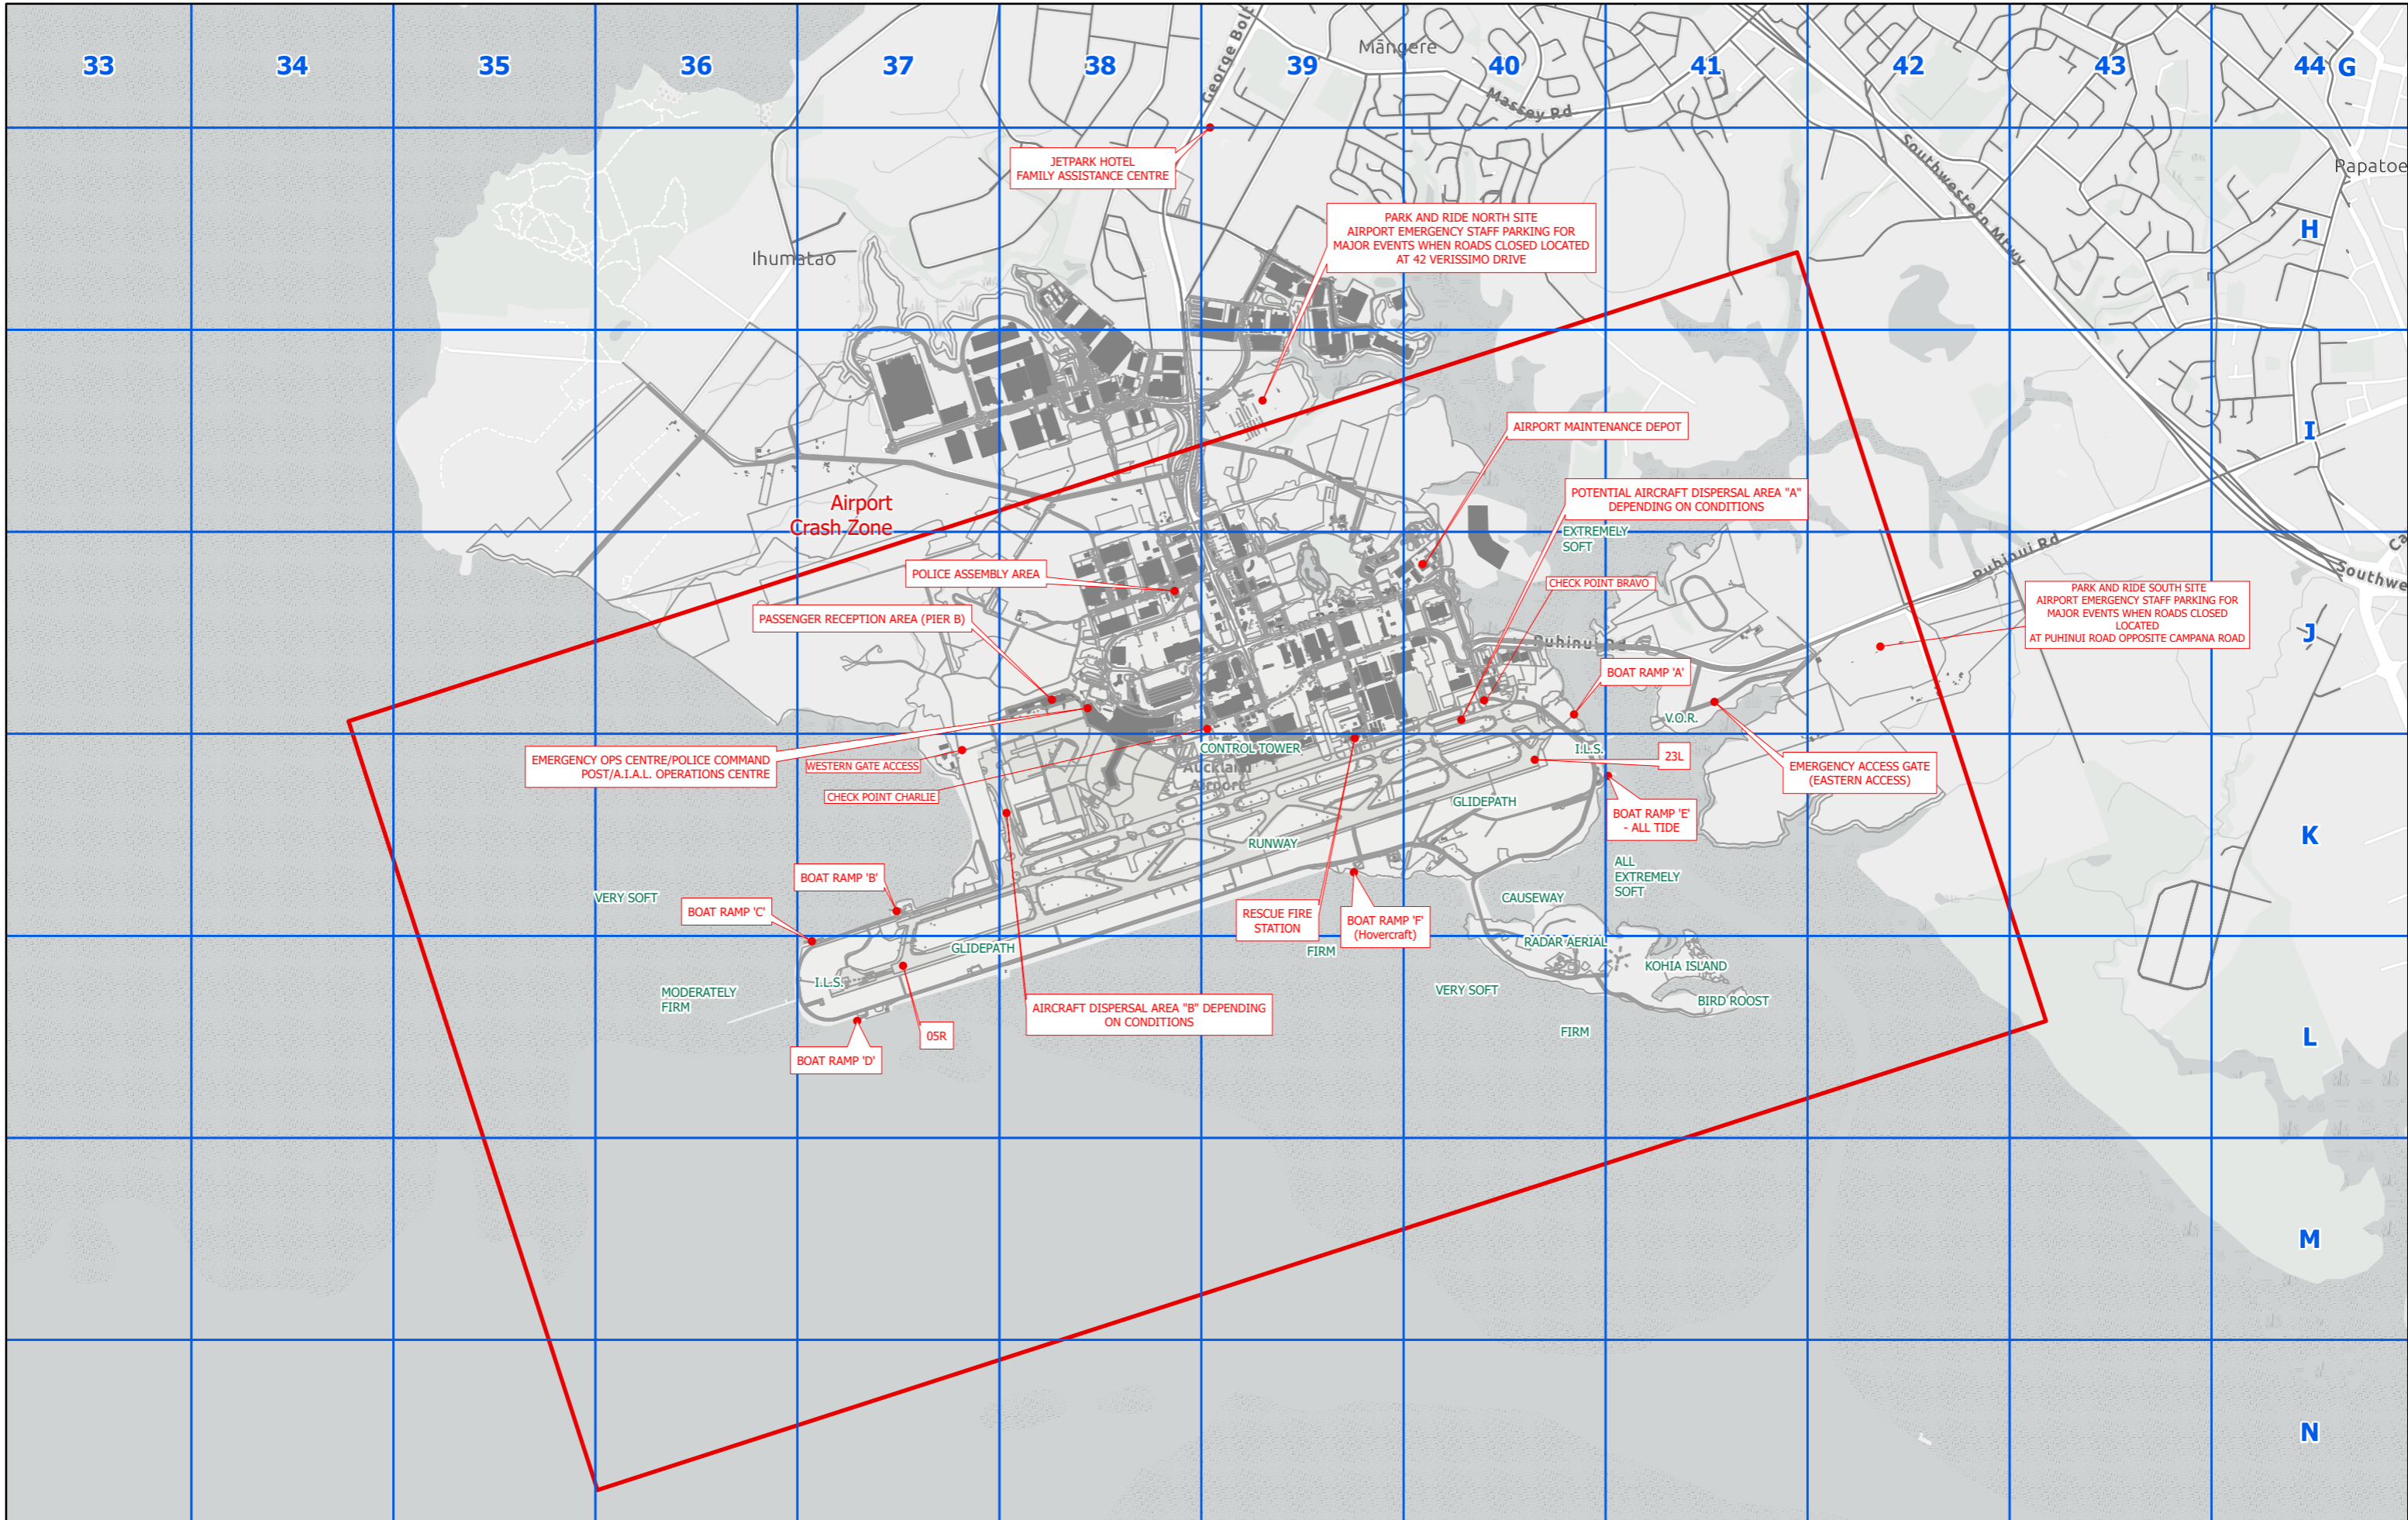 33
34
35
36
37
38
39
40
41
42
43
44
G
George Bolt
Māngere
Massey Rd
Southwestern Mtwy
JETPARK HOTEL
FAMILY ASSISTANCE CENTRE
PARK AND RIDE NORTH SITE
AIRPORT EMERGENCY STAFF PARKING FOR
MAJOR EVENTS WHEN ROADS CLOSED LOCATED
AT 42 VERISSIMO DRIVE
H
Ihumatao
AIRPORT MAINTENANCE DEPOT
I
Airport
Crash Zone
POTENTIAL AIRCRAFT DISPERSAL AREA "A"
DEPENDING ON CONDITIONS
EXTREMELY
SOFT
Puhinui Rd
POLICE ASSEMBLY AREA
CHECK POINT BRAVO
PASSENGER RECEPTION AREA (PIER B)
PARK AND RIDE SOUTH SITE
AIRPORT EMERGENCY STAFF PARKING FOR
MAJOR EVENTS WHEN ROADS CLOSED
LOCATED
AT PUHINUI ROAD OPPOSITE CAMPANA ROAD
J
Puhinui Rd
BOAT RAMP 'A'
V.O.R.
EMERGENCY OPS CENTRE/POLICE COMMAND
POST/A.I.A.L. OPERATIONS CENTRE
WESTERN GATE ACCESS
CONTROL TOWER
Auckland
Airport
I.L.S.
23L
EMERGENCY ACCESS GATE
(EASTERN ACCESS)
CHECK POINT CHARLIE
GLIDEPATH
BOAT RAMP 'E'
- ALL TIDE
RUNWAY
K
ALL
EXTREMELY
SOFT
BOAT RAMP 'B'
VERY SOFT
BOAT RAMP 'C'
CAUSEWAY
RESCUE FIRE
STATION
BOAT RAMP 'F'
(Hovercraft)
GLIDEPATH
FIRM
RADAR AERIAL
KOHIA ISLAND
I.L.S.
MODERATELY
FIRM
VERY SOFT
BIRD ROOST
AIRCRAFT DISPERSAL AREA "B" DEPENDING
ON CONDITIONS
05R
FIRM
L
BOAT RAMP 'D'
M
N